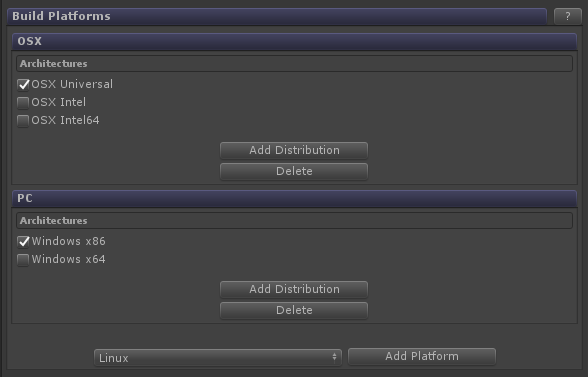 Build Platforms
?
OSX
Architectures
OSX Universal
OSX Intel
OSX Intel64
Add Distribution
Delete
PC
Architectures
Windows x86
Windows x64
Add Distribution
Delete
Linux
Add Platform